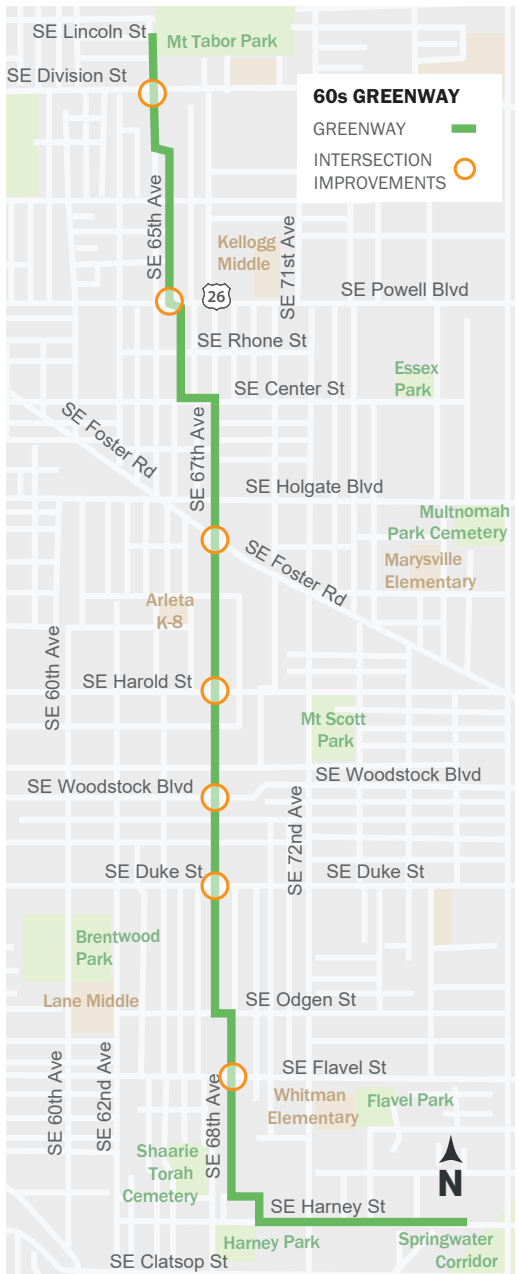 SE Lincoln St
Mt Tabor Park
SE Division St
60s GREENWAY
GREENWAY
INTERSECTION
IMPROVEMENTS
SE 65th Ave
Kellogg
Middle
SE 71st Ave
26
SE Powell Blvd
SE Rhone St
Essex
Park
SE Center St
SE Foster Rd
SE 67th Ave
SE Holgate Blvd
Multnomah
Park Cemetery
SE Foster Rd
Marysville
Elementary
Arleta
K-8
SE 60th Ave
SE Harold St
Mt Scott
Park
SE Woodstock Blvd
SE Woodstock Blvd
SE 72nd Ave
SE Duke St
SE Duke St
Brentwood
Park
Lane Middle
SE Odgen St
SE 60th Ave
SE 62nd Ave
SE Flavel St
SE 68th Ave
Whitman
Elementary
Flavel Park
Shaarie
Torah
Cemetery
N
SE Harney St
Harney Park
Springwater
Corridor
SE Clatsop St